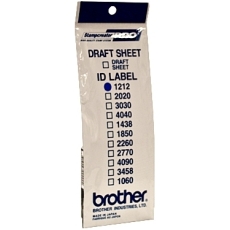 Stampcreator PRO
DRAFT SHEET
DRAFT
SHEET
ID LABEL
1212
2020
3030
4040
1438
1850
2260
2770
4090
3458
1060
brother
BROTHER INDUSTRIES, LTD.
MADE IN JAPAN